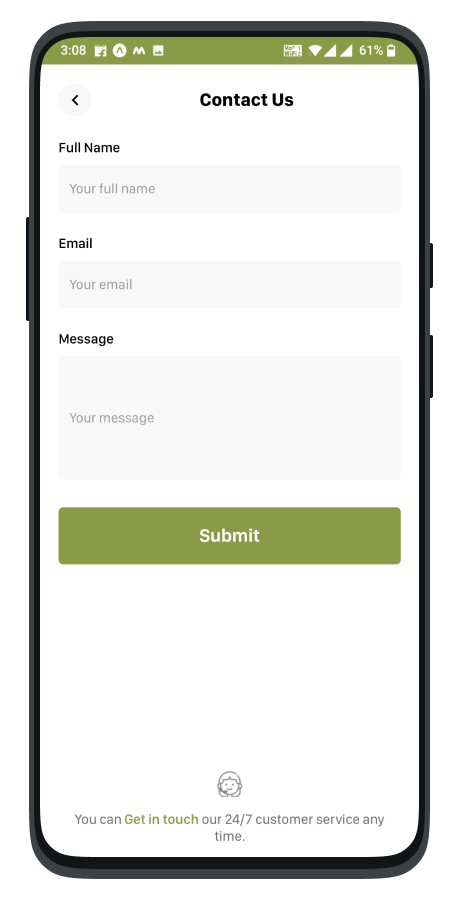 3:08 61%
Contact Us
Full Name
Your full name
Email
Your email
Message
Your message
Submit
You can Get in touch our 24/7 customer service any
time.